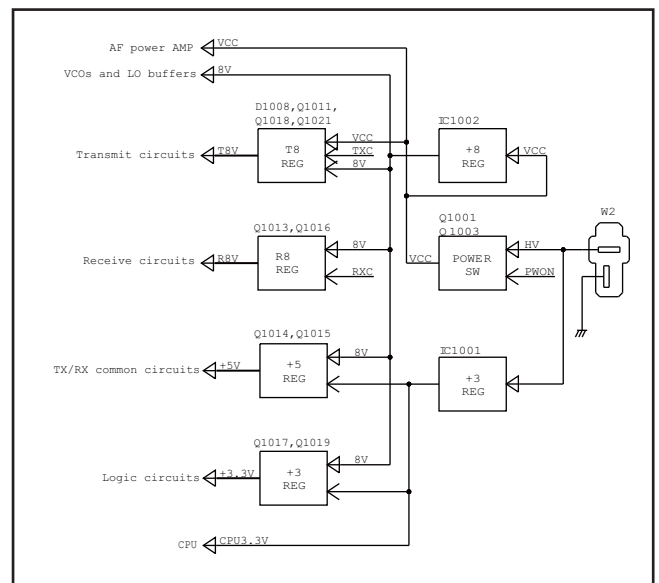 AF power AMP VCC
VCOs and LO buffers 8V
D1008,Q1011,
Q1018,Q1021
IC1002
Transmit circuits T8V
T8
REG
VCC
TXC
8V
+8
REG
VCC
Q1013,Q1016
Q1001
Q1003
W2
Receive circuits R8V
R8
REG
8V
RXC
VCC
POWER
SW
HV
PWON
Q1014,Q1015
IC1001
TX/RX common circuits +5V
+5
REG
8V
+3
REG
Q1017,Q1019
Logic circuits +3.3V
+3
REG
8V
CPU CPU3.3V